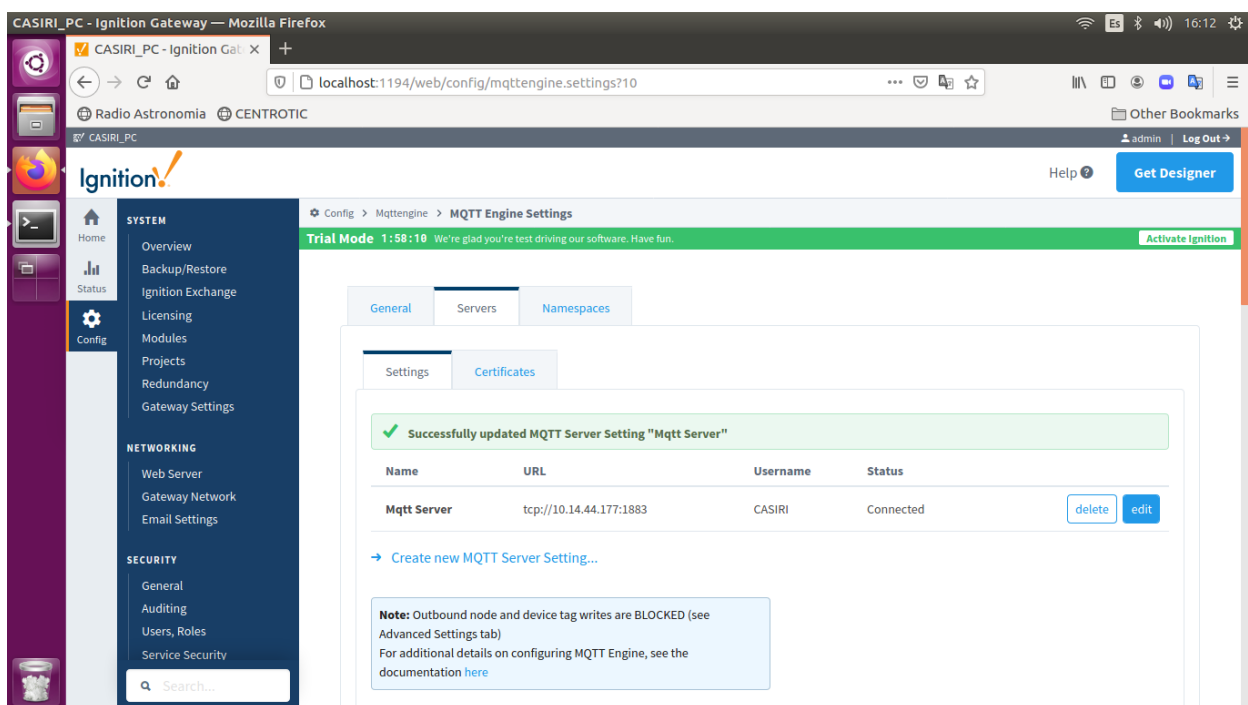 CASIRI_PC - Ignition Gateway — Mozilla Firefox
Es
16:12
CASIRI_PC - Ignition Gat
localhost:1194/web/config/mqttengine.settings?10
Radio Astronomia
CENTROTIC
Other Bookmarks
CASIRI_PC
admin | Log Out
Ignition!
Help
Get Designer
Home
Status
Config
SYSTEM
Overview
Backup/Restore
Ignition Exchange
Licensing
Modules
Projects
Redundancy
Gateway Settings
NETWORKING
Web Server
Gateway Network
Email Settings
SECURITY
General
Auditing
Users, Roles
Service Security
Search...
Config > Mqttengine > MQTT Engine Settings
Trial Mode 1:58:10 We're glad you're test driving our software. Have fun.
Activate Ignition
General
Servers
Namespaces
Settings
Certificates
Successfully updated MQTT Server Setting "Mqtt Server"
Name URL Username Status
Mqtt Server tcp://10.14.44.177:1883 CASIRI Connected delete edit
Create new MQTT Server Setting...
Note: Outbound node and device tag writes are BLOCKED (see
Advanced Settings tab)
For additional details on configuring MQTT Engine, see the
documentation here